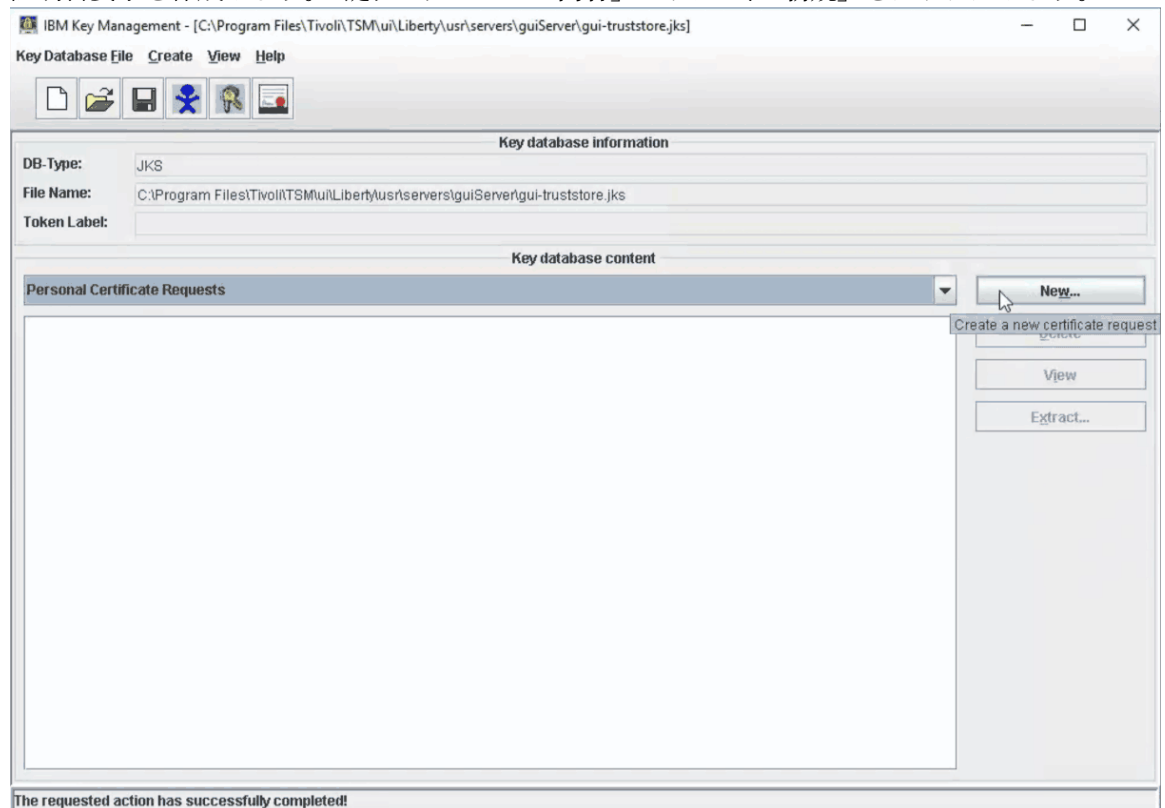 IBM Key Management - [C:\Program Files\Tivoli\TSM\ui\Liberty\usr\servers\guiServer\gui-truststore.jks]
Key Database File Create View Help
Key database information
DB-Type: JKS
File Name: C:\Program Files\Tivoli\TSM\ui\Liberty\usr\servers\guiServer\gui-truststore.jks
Token Label:
Key database content
Personal Certificate Requests
New...
Create a new certificate request
View
Extract...
The requested action has successfully completed!